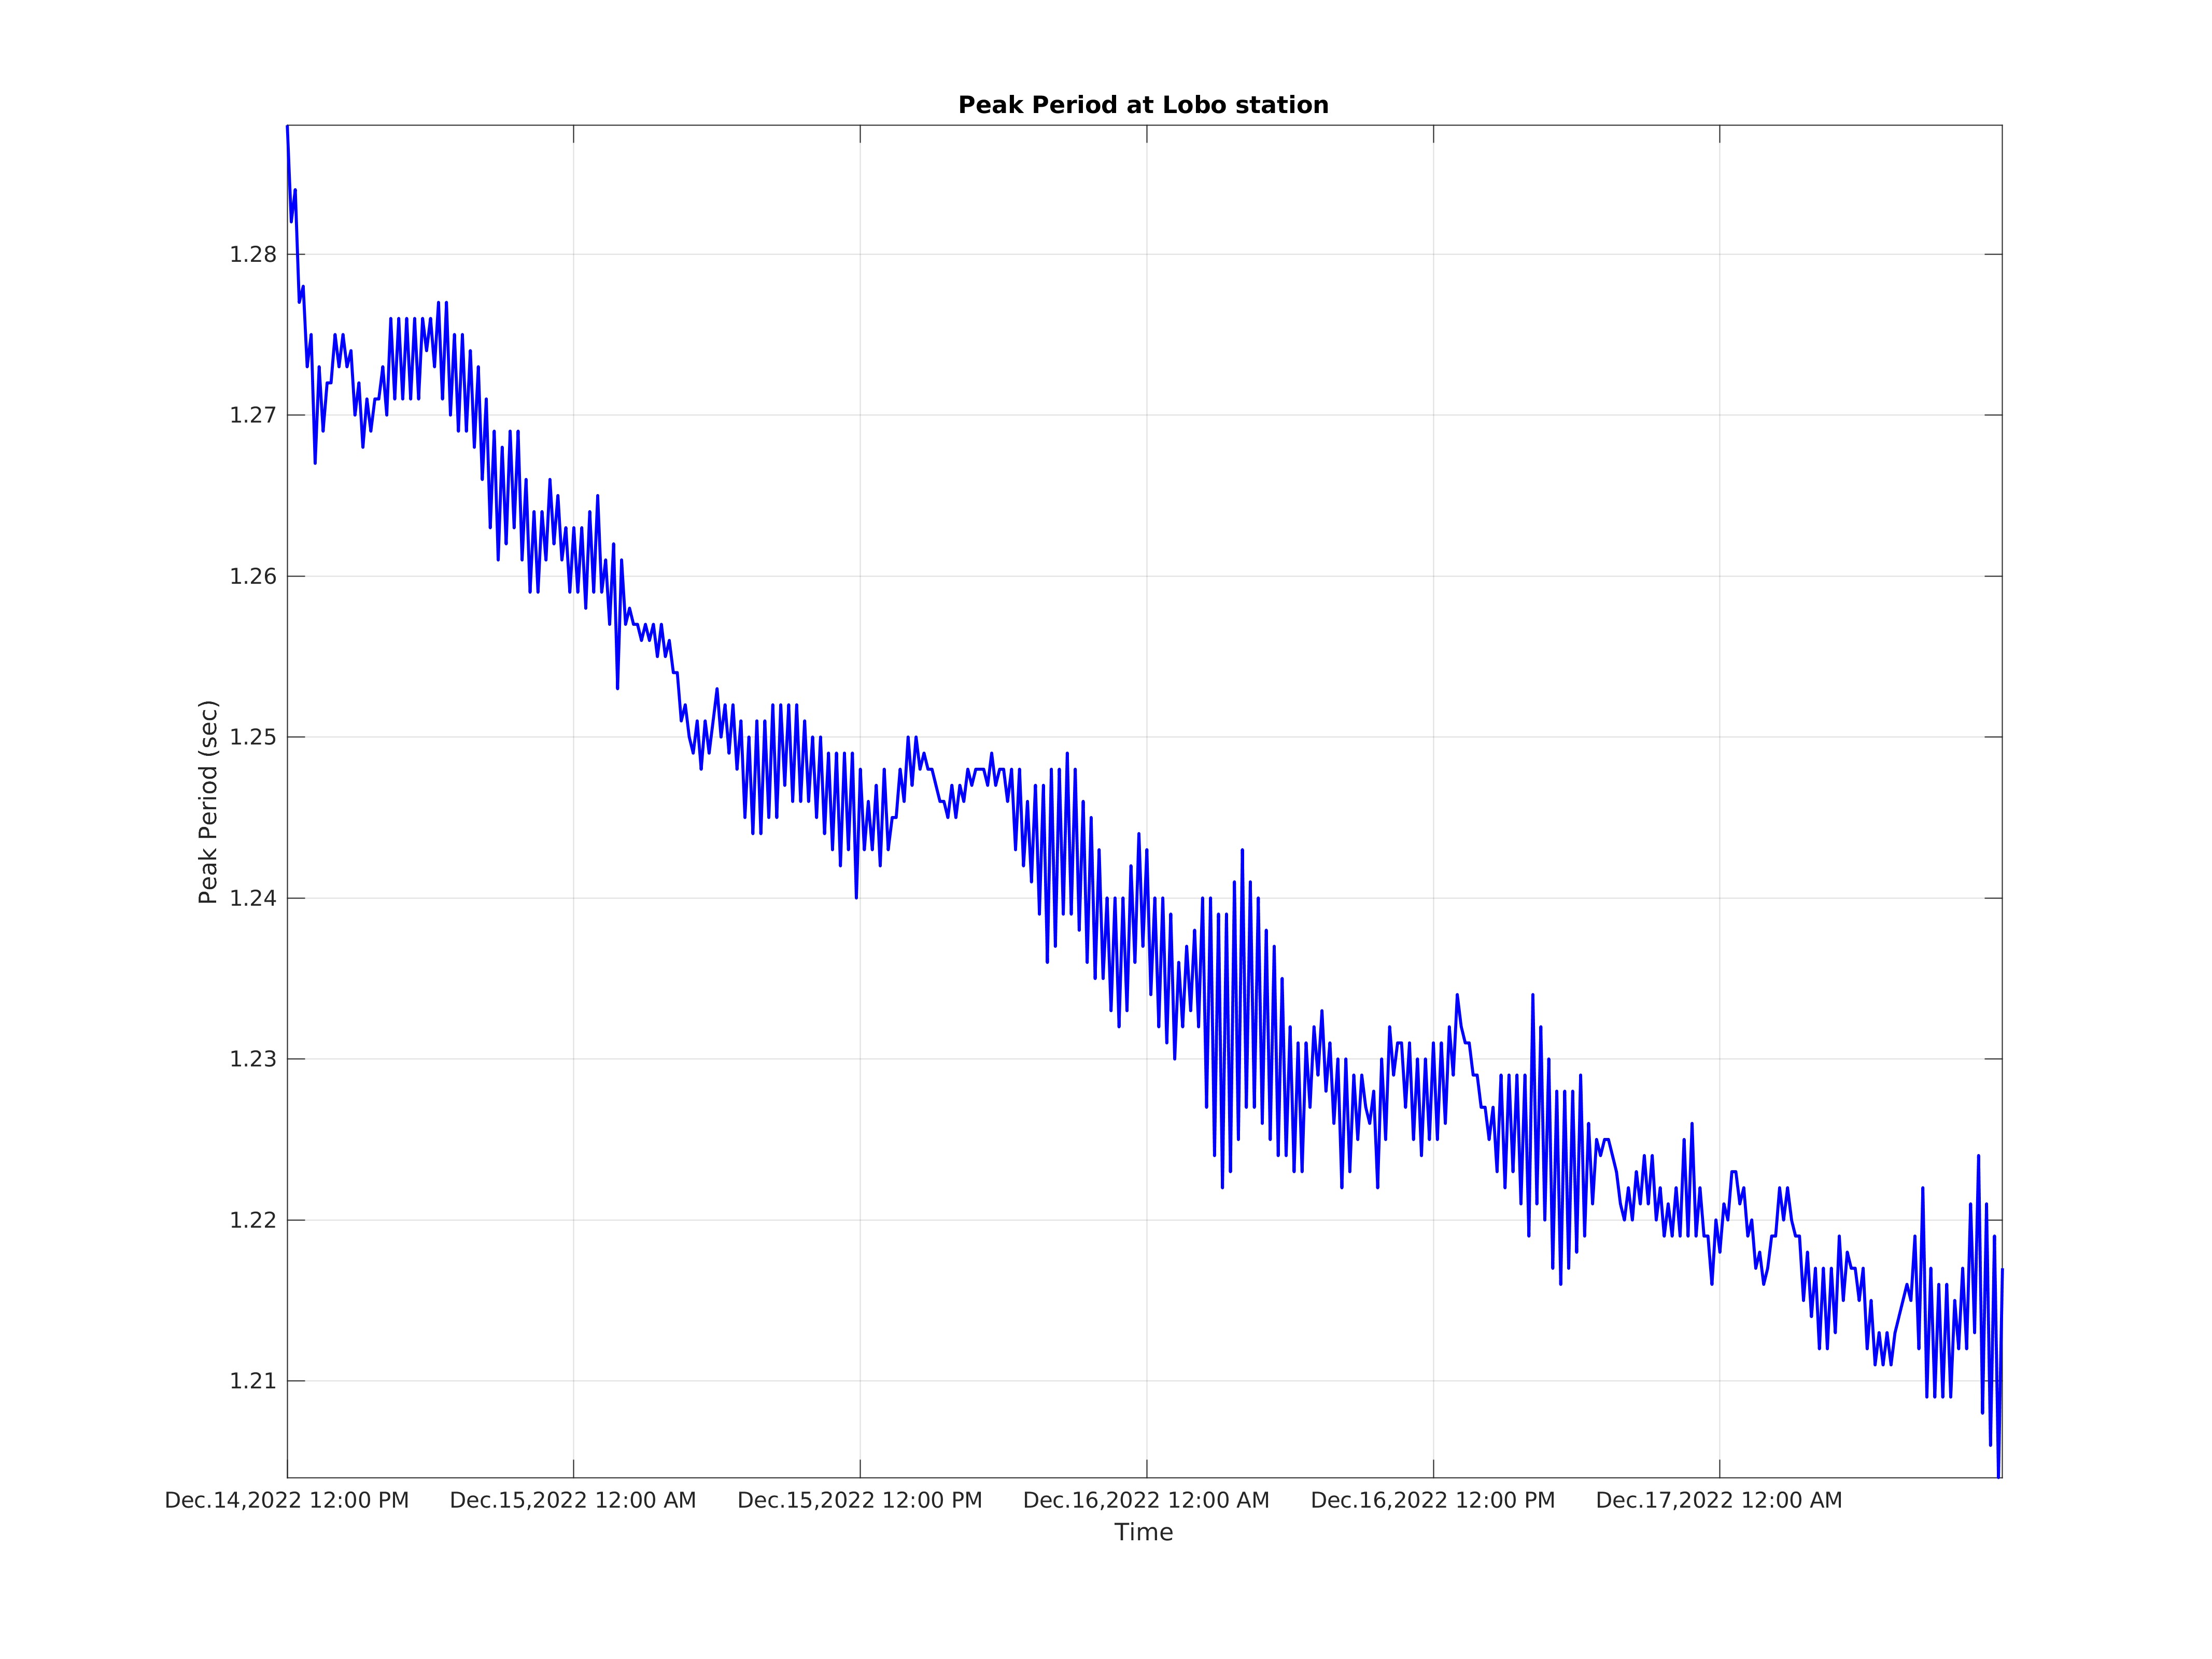 Peak Period at Lobo station
Peak Period (sec)
1.28
1.27
1.26
1.25
1.24
1.23
1.22
1.21
Dec.14,2022 12:00 PM Dec.15,2022 12:00 AM Dec.15,2022 12:00 PM Dec.16,2022 12:00 AM Dec.16,2022 12:00 PM Dec.17,2022 12:00 AM
Time